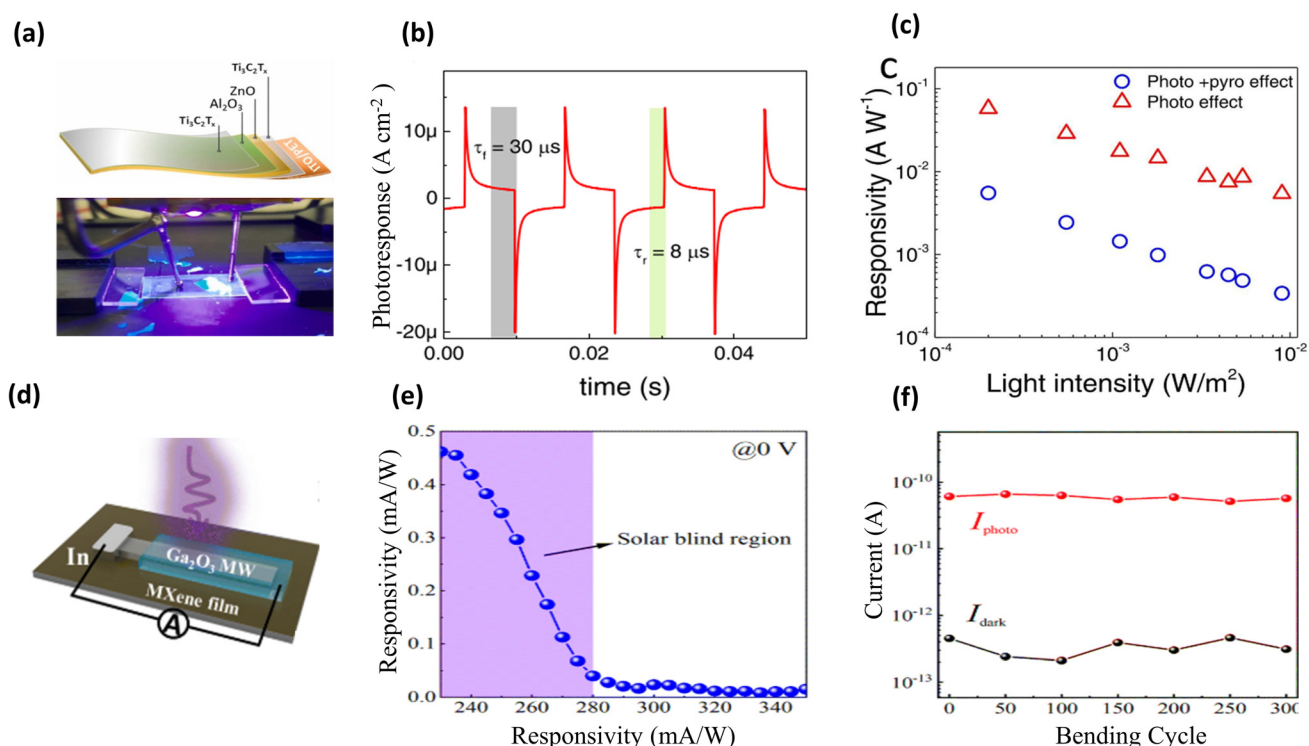 (a)
Ti₃C₂Tₓ
ZnO
Al₂O₃
Ti₃C₂Tₓ
ITO/PET
(b)
Photoresponse (A cm⁻²)
10μ
0
-10μ
-20μ
τf = 30 μs
τr = 8 μs
0.00
0.02
0.04
time (s)
(c)
C
Photo +pyro effect
Photo effect
Responsivity (A W⁻¹)
10⁻¹
10⁻²
10⁻³
10⁻⁴
10⁻⁴
10⁻³
10⁻²
Light intensity (W/m²)
(d)
In
Ga₂O₃ MW
MXene film
A
(e)
Responsivity (mA/W)
0.5
0.4
0.3
0.2
0.1
0.0
@0 V
Solar blind region
240
260
280
300
320
340
Responsivity (mA/W)
(f)
Current (A)
10⁻¹⁰
10⁻¹¹
10⁻¹²
10⁻¹³
Iphoto
Idark
0
50
100
150
200
250
300
Bending Cycle